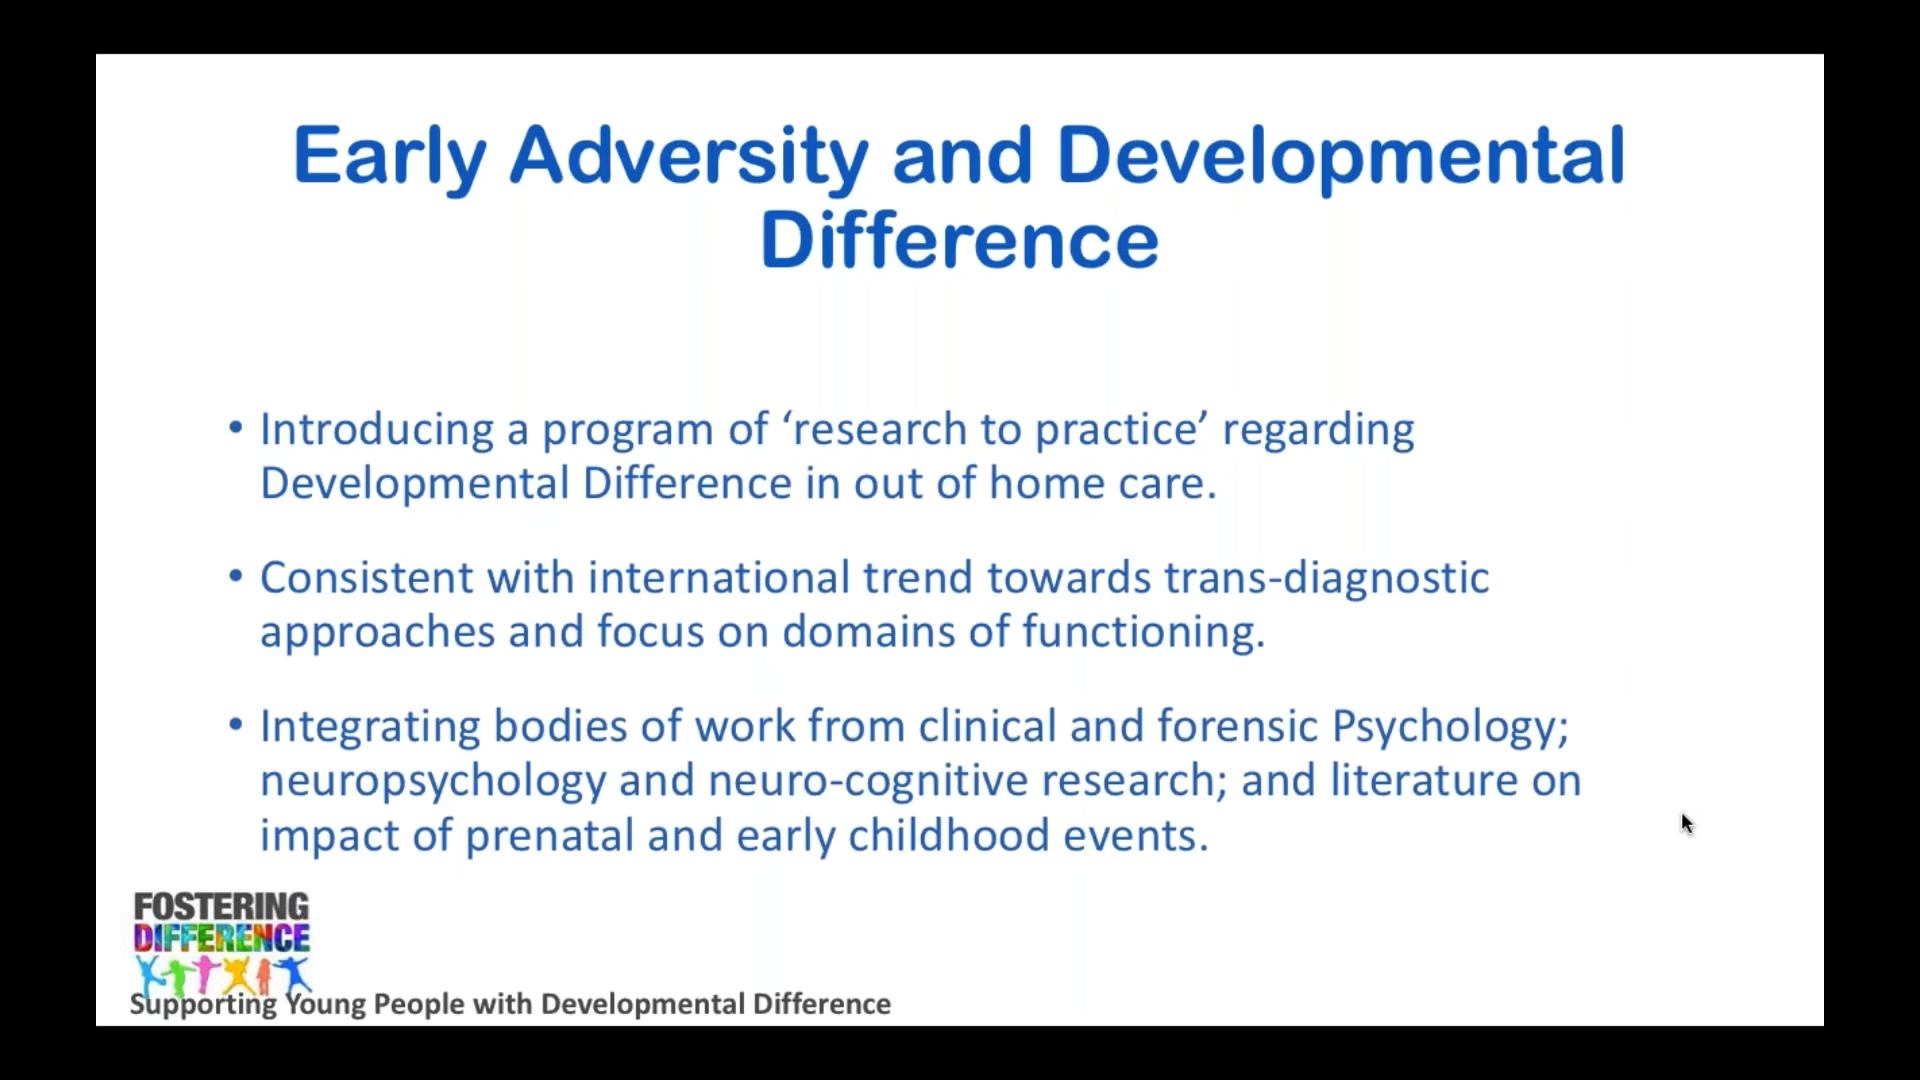 Early Adversity and Developmental
Difference
• Introducing a program of ‘research to practice’ regarding
Developmental Difference in out of home care.
• Consistent with international trend towards trans-diagnostic
approaches and focus on domains of functioning.
• Integrating bodies of work from clinical and forensic Psychology;
neuropsychology and neuro-cognitive research; and literature on
impact of prenatal and early childhood events.
FOSTERING
DIFFERENCE
Supporting Young People with Developmental Difference